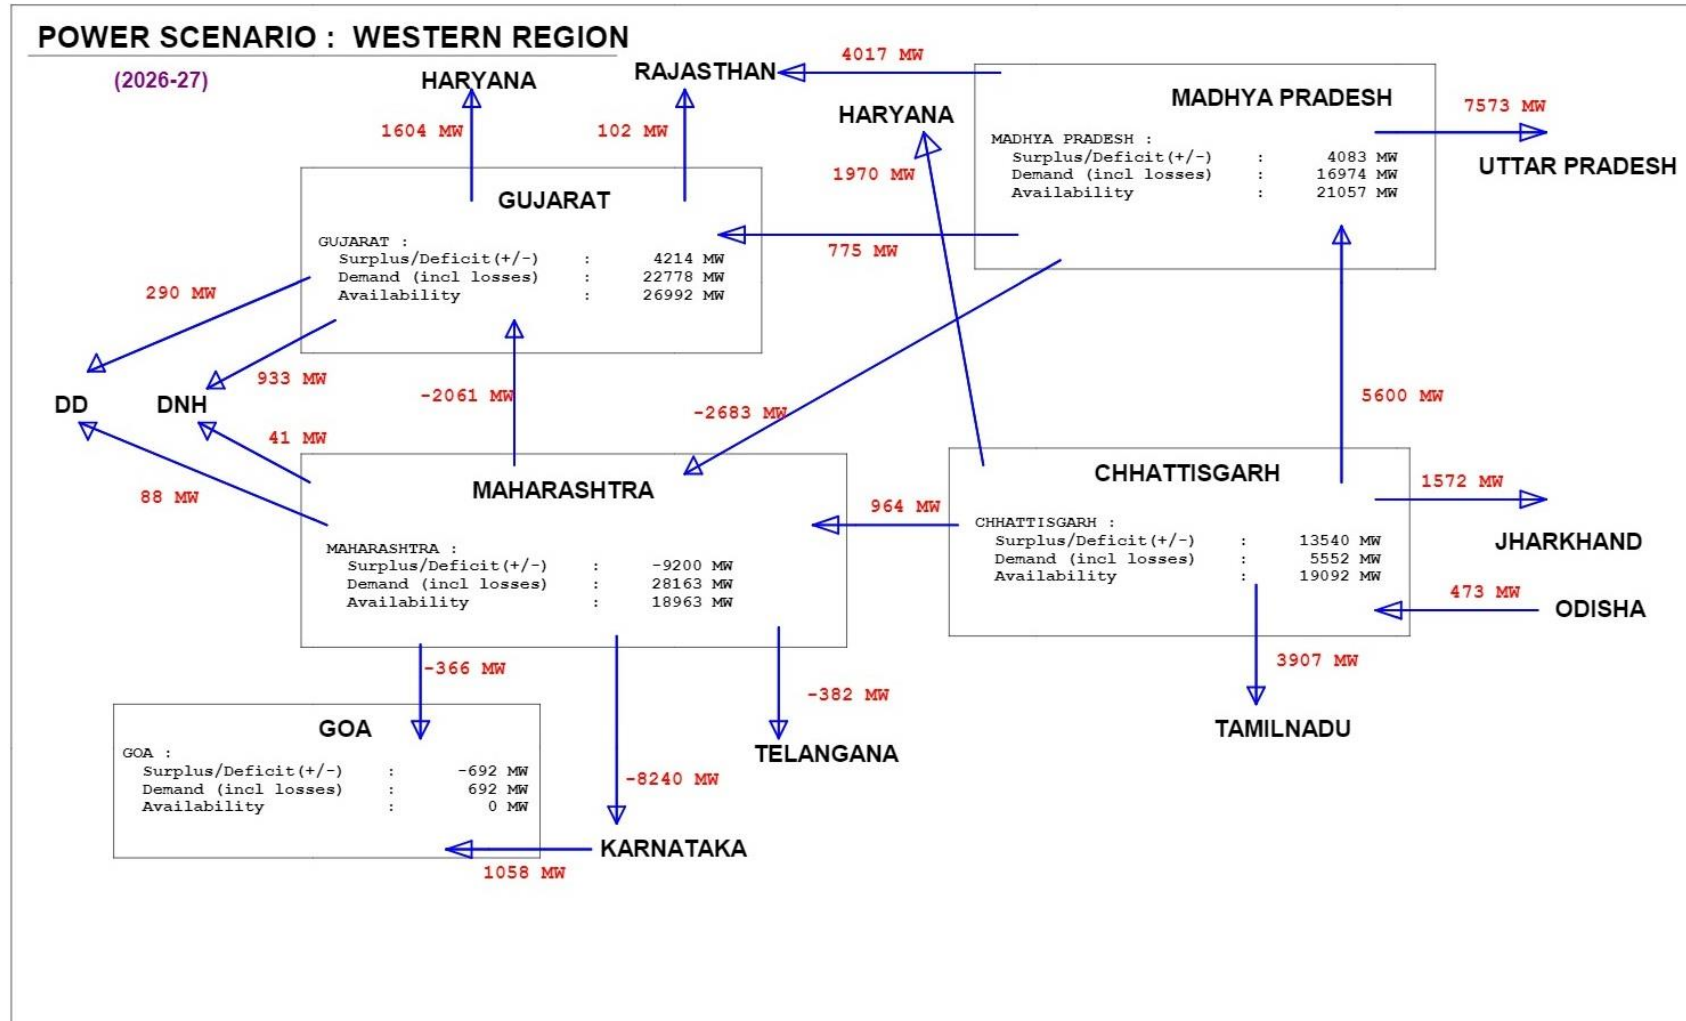 POWER SCENARIO : WESTERN REGION
(2026-27)
HARYANA
RAJASTHAN
4017 MW
1604 MW
102 MW
HARYANA
1970 MW
MADHYA PRADESH
MADHYA PRADESH :
Surplus/Deficit(+/-) : 4083 MW
Demand (incl losses) : 16974 MW
Availability : 21057 MW
7573 MW
UTTAR PRADESH
GUJARAT
GUJARAT :
Surplus/Deficit(+/-) : 4214 MW
Demand (incl losses) : 22778 MW
Availability : 26992 MW
775 MW
290 MW
933 MW
DD
DNH
-2061 MW
-2683 MW
5600 MW
41 MW
88 MW
MAHARASHTRA
MAHARASHTRA :
Surplus/Deficit(+/-) : -9200 MW
Demand (incl losses) : 28163 MW
Availability : 18963 MW
964 MW
CHHATTISGARH
CHHATTISGARH :
Surplus/Deficit(+/-) : 13540 MW
Demand (incl losses) : 5552 MW
Availability : 19092 MW
1572 MW
JHARKHAND
473 MW
ODISHA
3907 MW
TAMILNADU
-366 MW
-382 MW
TELANGANA
-8240 MW
GOA
GOA :
Surplus/Deficit(+/-) : -692 MW
Demand (incl losses) : 692 MW
Availability : 0 MW
KARNATAKA
1058 MW